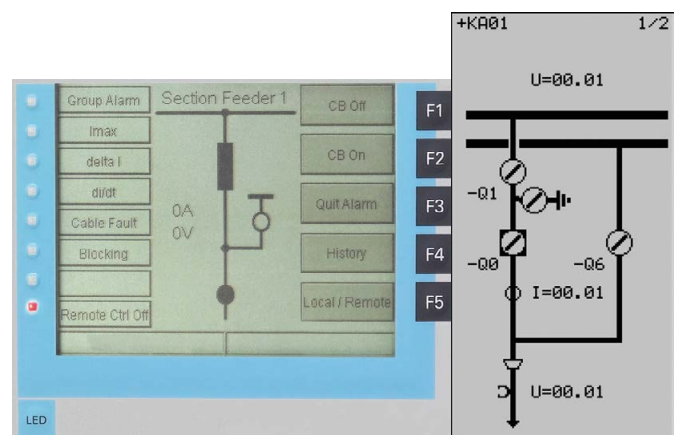 +KA01 1/2
U=00.01
Group Alarm
Imax
delta I
di/dt
Cable Fault
Blocking
Remote Ctrl Off
Section Feeder 1
0A
0V
CB Off
CB On
Quit Alarm
History
Local / Remote
F1
F2
F3
F4
F5
LED
-Q1
-Q0
-Q6
I=00.01
U=00.01